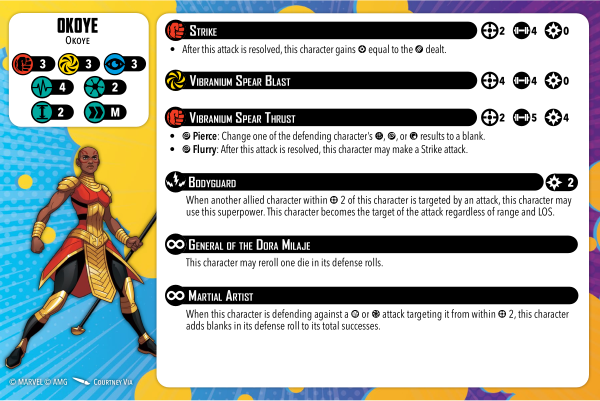 OKOYE
OKOYE
3 3 3
4 2
2 M
© MARVEL © AMG COURTNEY VIA
STRIKE 2 4 0
• After this attack is resolved, this character gains equal to the dealt.
VIBRANIUM SPEAR BLAST 4 4 0
VIBRANIUM SPEAR THRUST 2 5 4
• Pierce: Change one of the defending character's , , or results to a blank.
• Flurry: After this attack is resolved, this character may make a Strike attack.
BODYGUARD 2
When another allied character within 2 of this character is targeted by an attack, this character may
use this superpower. This character becomes the target of the attack regardless of range and LOS.
GENERAL OF THE DORA MILAJE
This character may reroll one die in its defense rolls.
MARTIAL ARTIST
When this character is defending against a or attack targeting it from within 2, this character
adds blanks in its defense roll to its total successes.